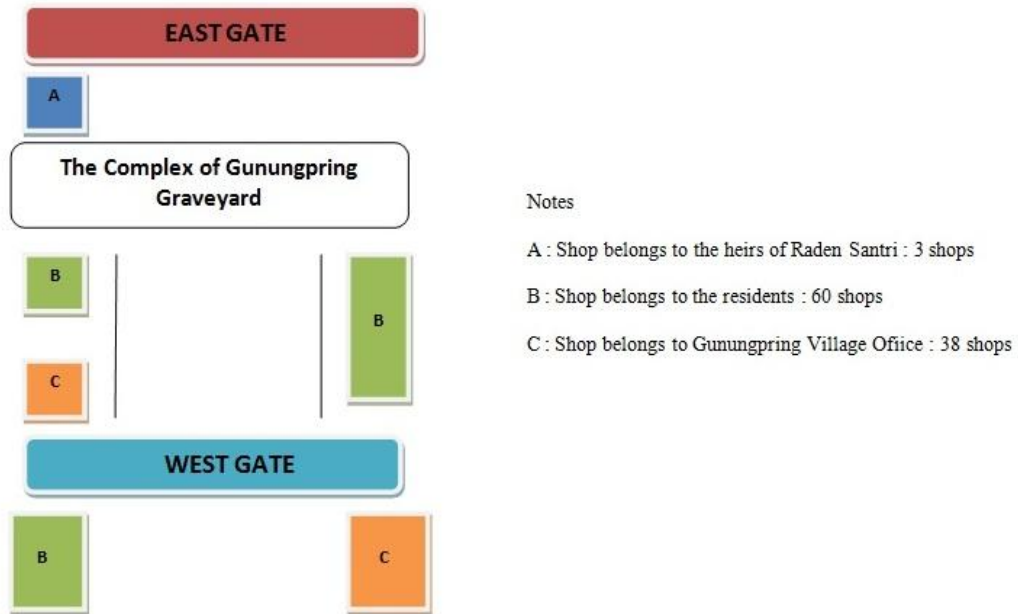 EAST GATE
A
The Complex of Gunungpring
Graveyard
B
B
C
WEST GATE
B
C
Notes
A : Shop belongs to the heirs of Raden Santri : 3 shops
B : Shop belongs to the residents : 60 shops
C : Shop belongs to Gunungpring Village Ofiice : 38 shops